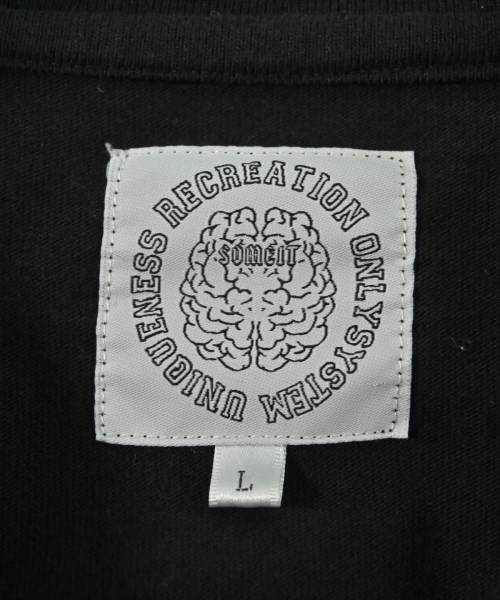 UNIQUENESS RECREATION ONLY SYSTEM
SOMEIT
L